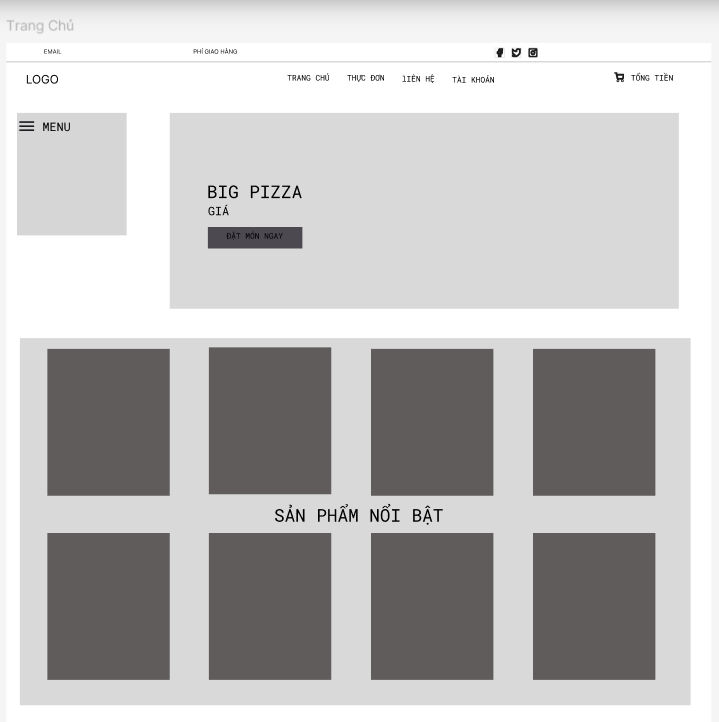 Trang Chủ
EMAIL PHÍ GIAO HÀNG
LOGO TRANG CHỦ THỰC ĐƠN lIÊN HỆ TÀI KHOẢN TỔNG TIỀN
MENU
BIG PIZZA
GIÁ
ĐẶT MÓN NGAY
SẢN PHẨM NỔI BẬT